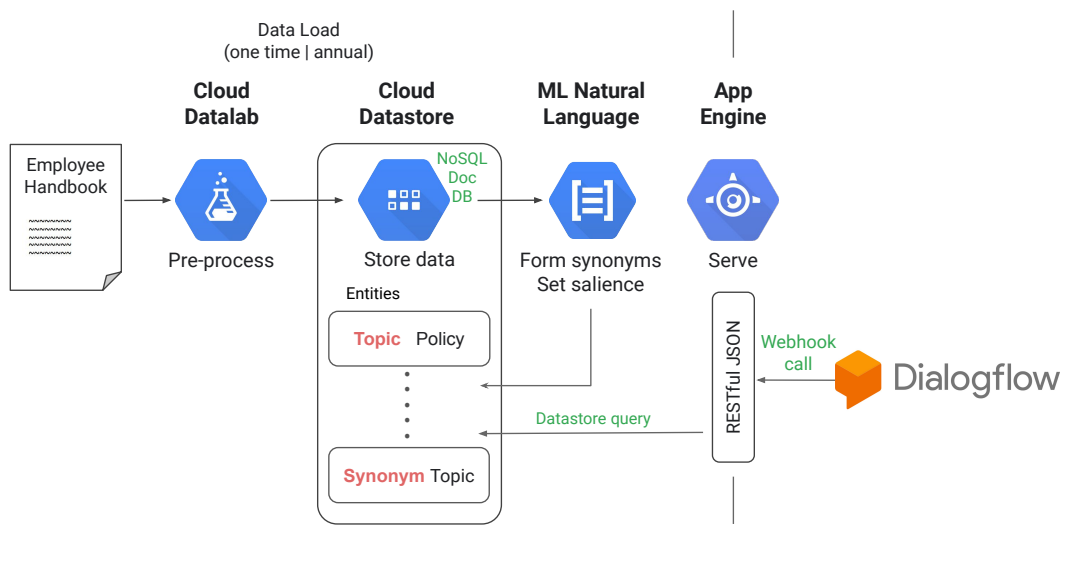 Data Load
(one time | annual)
Cloud
Datalab
Cloud
Datastore
ML Natural
Language
App
Engine
Employee
Handbook
NoSQL
Doc
DB
Pre-process
Store data
Form synonyms
Set salience
Serve
Entities
Topic Policy
Synonym Topic
Datastore query
RESTful JSON
Webhook
call
Dialogflow